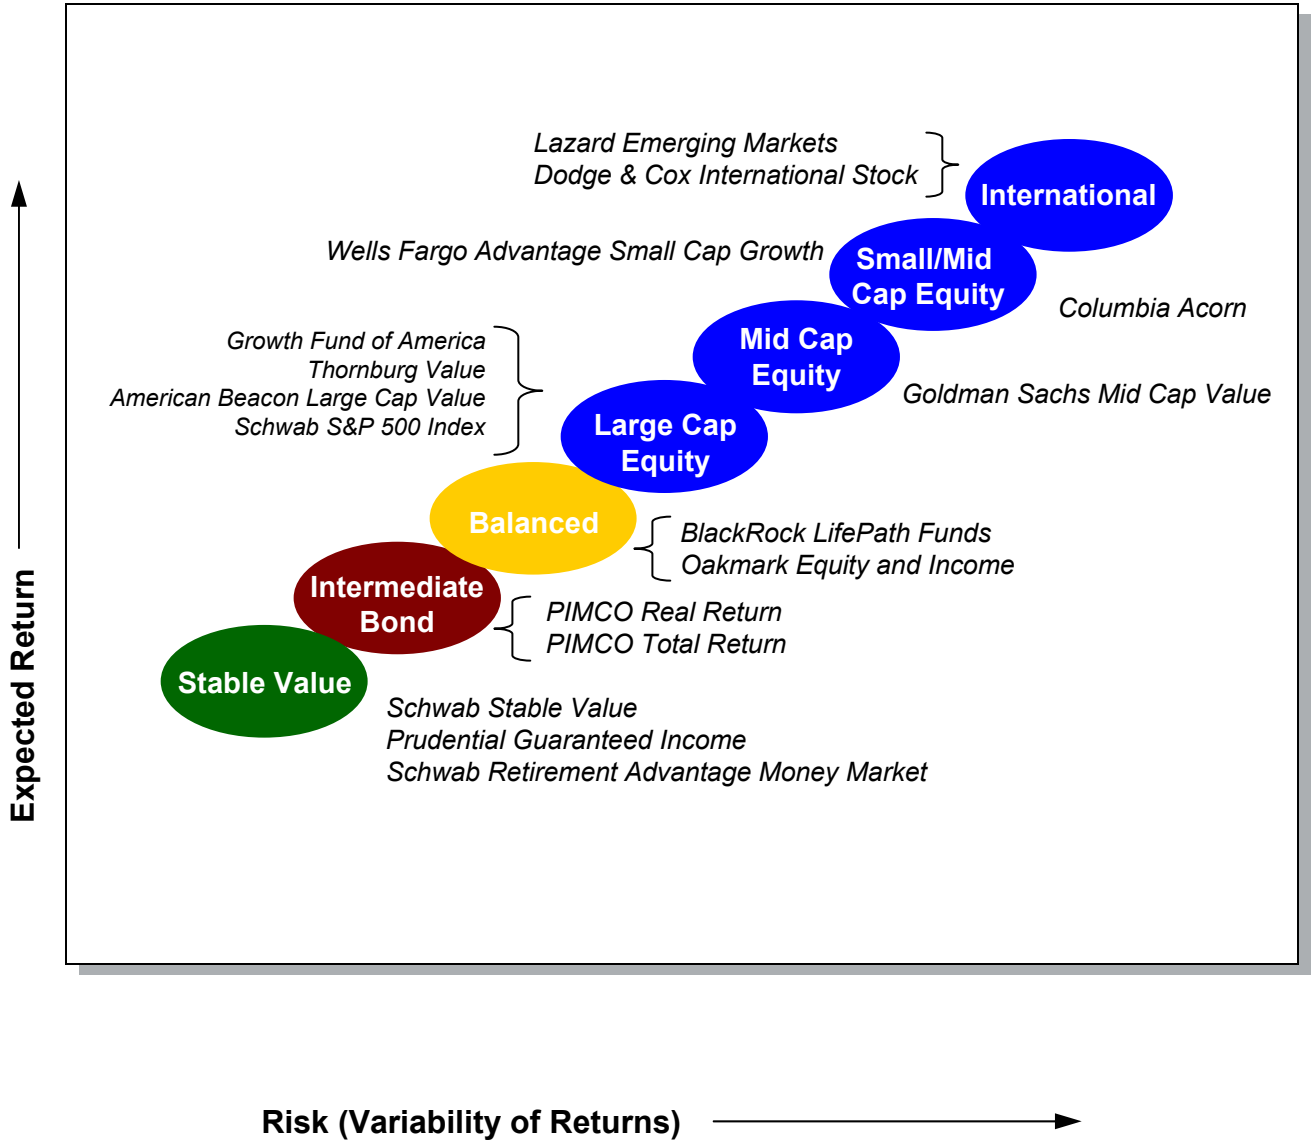 Lazard Emerging Markets
Dodge & Cox International Stock
International
Wells Fargo Advantage Small Cap Growth
Small/Mid
Cap Equity
Columbia Acorn
Growth Fund of America
Thornburg Value
American Beacon Large Cap Value
Schwab S&P 500 Index
Mid Cap
Equity
Goldman Sachs Mid Cap Value
Large Cap
Equity
Balanced
BlackRock LifePath Funds
Oakmark Equity and Income
Intermediate
Bond
PIMCO Real Return
PIMCO Total Return
Stable Value
Schwab Stable Value
Prudential Guaranteed Income
Schwab Retirement Advantage Money Market
Expected Return
Risk (Variability of Returns)